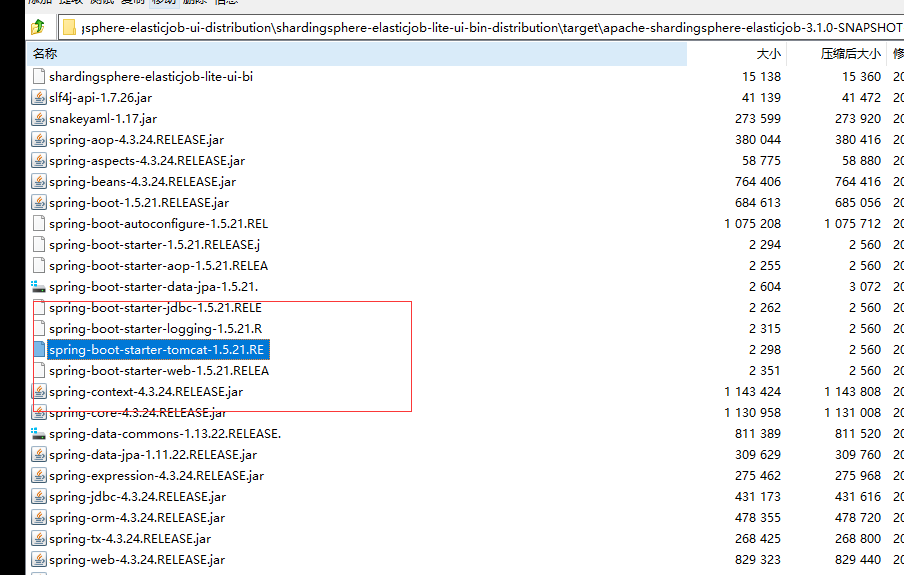 添加 提取 测试 复制 移动 删除 信息
sphere-elasticjob-ui-distribution\shardingsphere-elasticjob-lite-ui-bin-distribution\target\apache-shardingsphere-elasticjob-3.1.0-SNAPSHOT
名称 大小 压缩后大小 修
shardingsphere-elasticjob-lite-ui-bi 15 138 15 360 20
slf4j-api-1.7.26.jar 41 139 41 472 20
snakeyaml-1.17.jar 273 599 273 920 20
spring-aop-4.3.24.RELEASE.jar 380 044 380 416 20
spring-aspects-4.3.24.RELEASE.jar 58 775 58 880 20
spring-beans-4.3.24.RELEASE.jar 764 406 764 416 20
spring-boot-1.5.21.RELEASE.jar 684 613 685 056 20
spring-boot-autoconfigure-1.5.21.REL 1 075 208 1 075 712 20
spring-boot-starter-1.5.21.RELEASE.j 2 294 2 560 20
spring-boot-starter-aop-1.5.21.RELEA 2 255 2 560 20
spring-boot-starter-data-jpa-1.5.21. 2 604 3 072 20
spring-boot-starter-jdbc-1.5.21.RELE 2 262 2 560 20
spring-boot-starter-logging-1.5.21.R 2 315 2 560 20
spring-boot-starter-tomcat-1.5.21.RE 2 298 2 560 20
spring-boot-starter-web-1.5.21.RELEA 2 351 2 560 20
spring-context-4.3.24.RELEASE.jar 1 143 424 1 143 808 20
spring-core-4.3.24.RELEASE.jar 1 130 958 1 131 008 20
spring-data-commons-1.13.22.RELEASE. 811 389 811 520 20
spring-data-jpa-1.11.22.RELEASE.jar 309 629 309 760 20
spring-expression-4.3.24.RELEASE.jar 275 462 275 968 20
spring-jdbc-4.3.24.RELEASE.jar 431 173 431 616 20
spring-orm-4.3.24.RELEASE.jar 478 355 478 720 20
spring-tx-4.3.24.RELEASE.jar 268 425 268 800 20
spring-web-4.3.24.RELEASE.jar 829 323 829 440 20